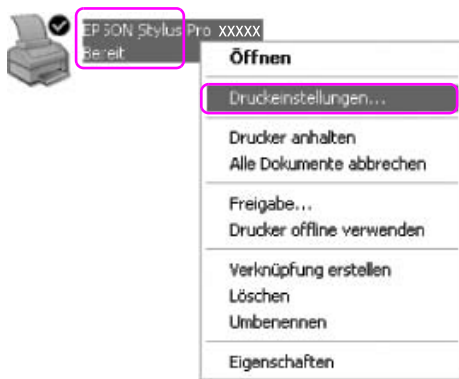 EPSON Stylus Pro XXXXX
Bereit
Öffnen
Druckeinstellungen...
Drucker anhalten
Alle Dokumente abbrechen
Freigabe...
Drucker offline verwenden
Verknüpfung erstellen
Löschen
Umbenennen
Eigenschaften